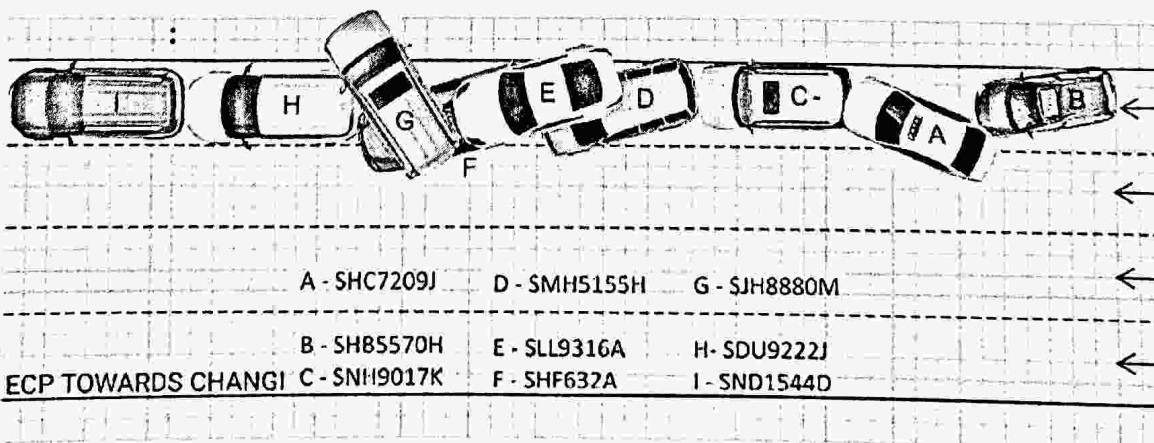 I
H
G
F
E
D
C-
A
B
A - SHC7209J D - SMH5155H G - SJH8880M
B - SHB5570H E - SLL9316A H- SDU9222J
ECP TOWARDS CHANGI C - SNH9017K F - SHF632A I - SND1544D